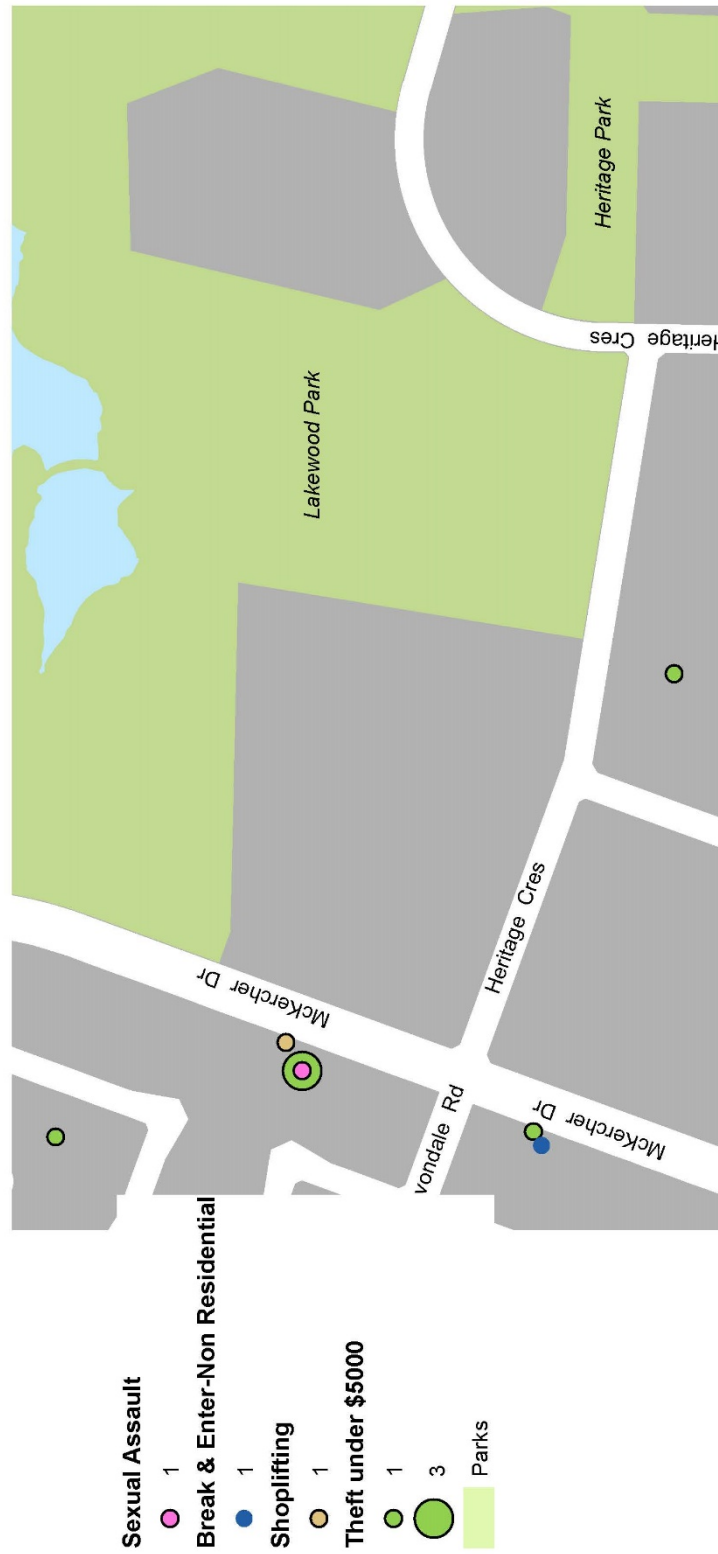 Sexual Assault
1
Break & Enter-Non Residential
1
Shoplifting
1
Theft under $5000
1
3
Parks
Lakewood Park
Heritage Park
Heritage Cres
McKercher Dr
Heritage Cres
vondale Rd
McKercher Dr